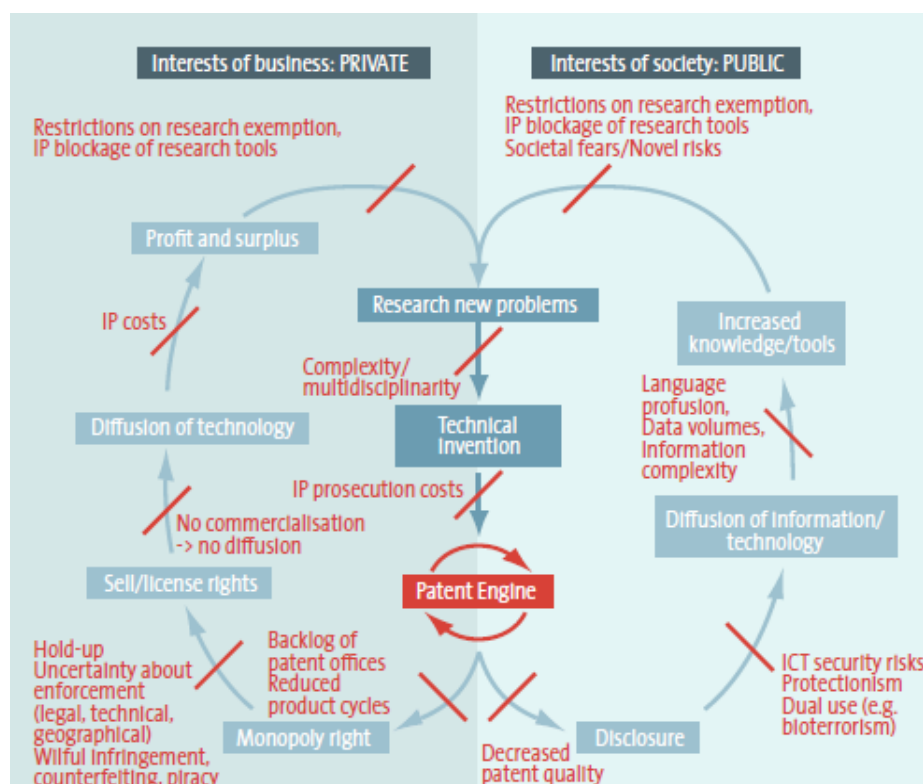 Interests of business: PRIVATE
Interests of society: PUBLIC
Restrictions on research exemption,
IP blockage of research tools
Restrictions on research exemption,
IP blockage of research tools
Societal fears/Novel risks
Profit and surplus
Research new problems
IP costs
Increased
knowledge/tools
Complexity/
multidisciplinarity
Language
profusion,
Data volumes,
Information
complexity
Diffusion of technology
Technical
Invention
IP prosecution costs
No commercialisation
-> no diffusion
Diffusion of information/
technology
Sell/license rights
Patent Engine
Hold-up
Uncertainty about
enforcement
(legal, technical,
geographical)
Wilful infringement,
counterfeiting, piracy
Backlog of
patent offices
Reduced
product cycles
ICT security risks
Protectionism
Dual use (e.g.
bioterrorism)
Monopoly right
Disclosure
Decreased
patent quality